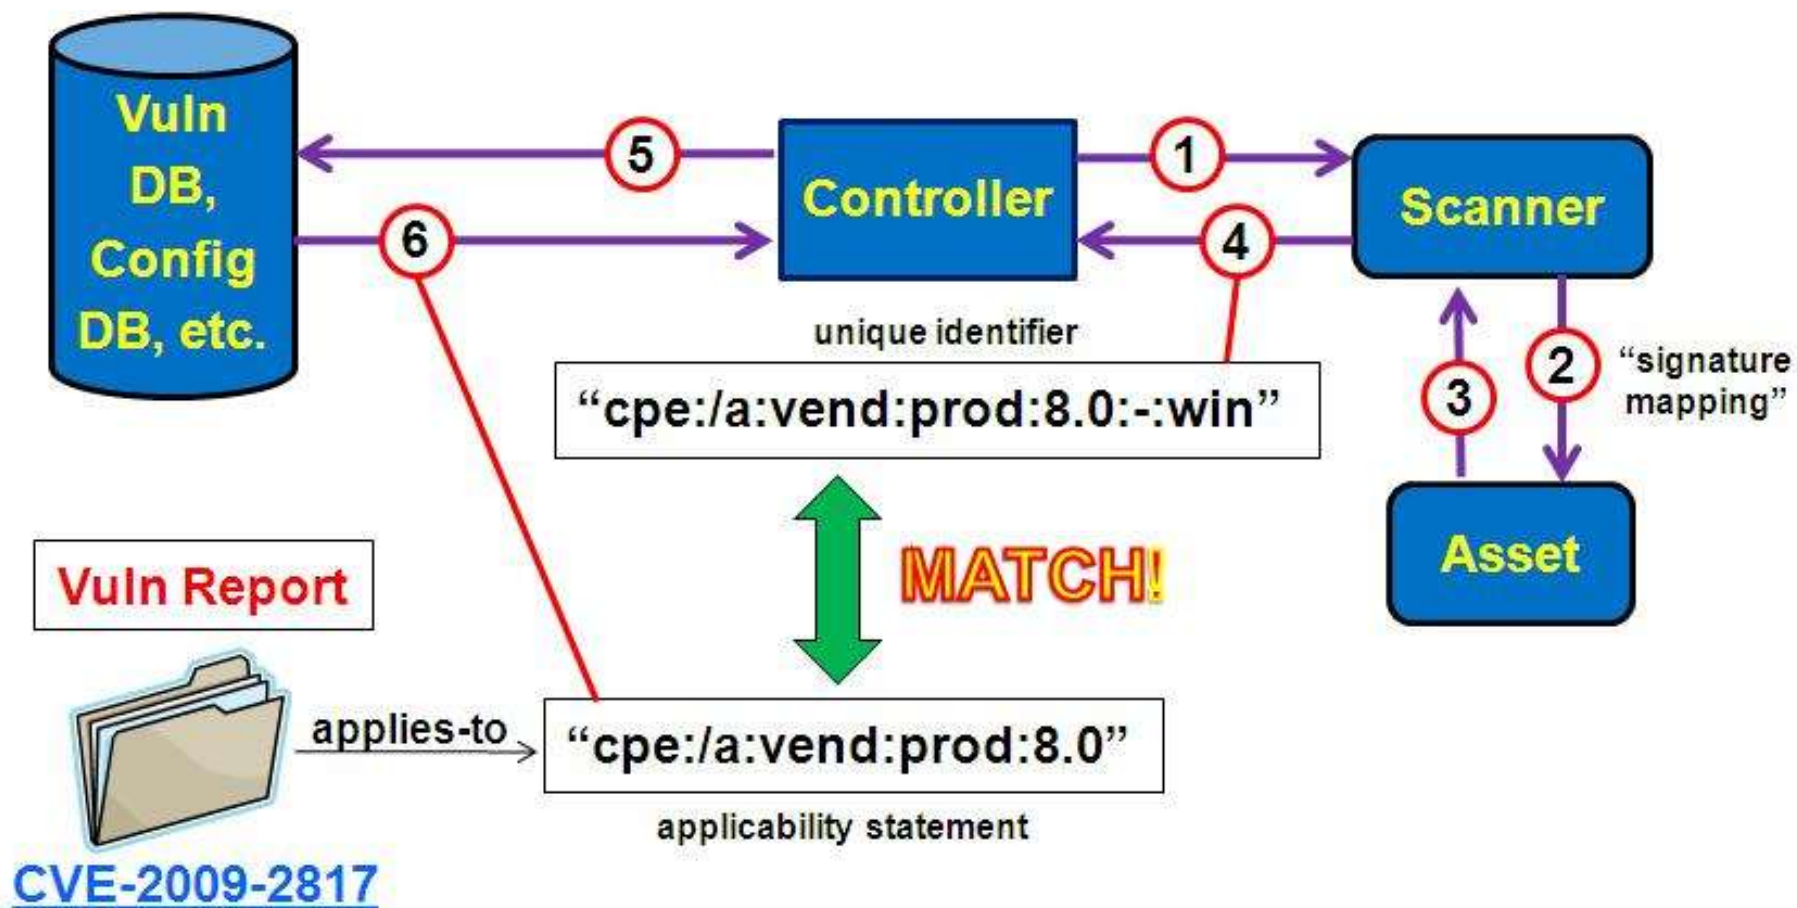 Vuln
DB,
Config
DB, etc.
5
6
Controller
1
4
Scanner
unique identifier
“cpe:/a:vend:prod:8.0:-:win”
3
2
“signature
mapping”
Asset
MATCH!
Vuln Report
applies-to
“cpe:/a:vend:prod:8.0”
applicability statement
CVE-2009-2817